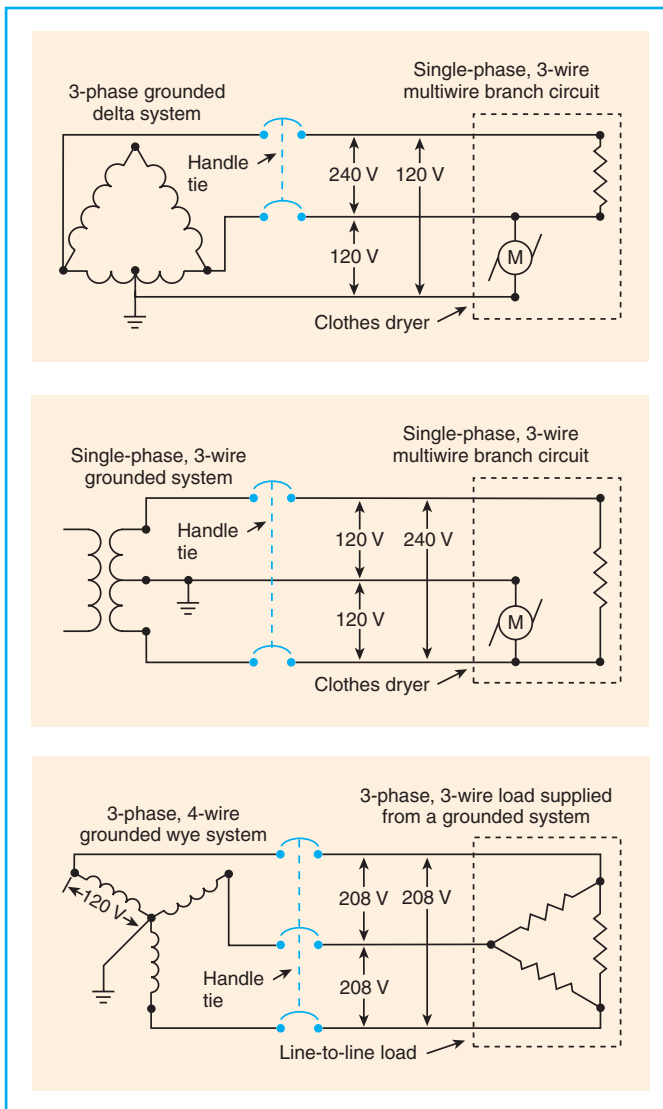 3-phase grounded
delta system
Single-phase, 3-wire
multiwire branch circuit
Handle
tie
240 V
120 V
120 V
M
Clothes dryer
Single-phase, 3-wire
grounded system
Single-phase, 3-wire
multiwire branch circuit
Handle
tie
120 V
240 V
120 V
M
Clothes dryer
3-phase, 4-wire
grounded wye system
3-phase, 3-wire load supplied
from a grounded system
120 V
208 V
208 V
208 V
Handle
tie
Line-to-line load